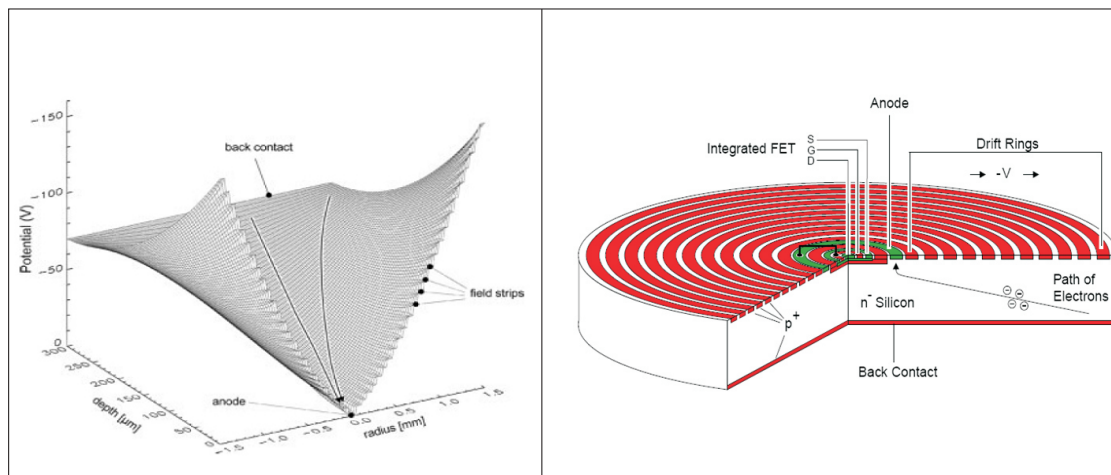 -150
-100
-50
0
Potential (V)
back contact
field strips
anode
300
250
200
150
100
50
0
depth [µm]
-1.5
-1.0
-0.5
0.0
0.5
1.0
1.5
radius [mm]
Anode
Integrated FET
S
G
D
Drift Rings
-V
Path of
Electrons
n- Silicon
p+
Back Contact